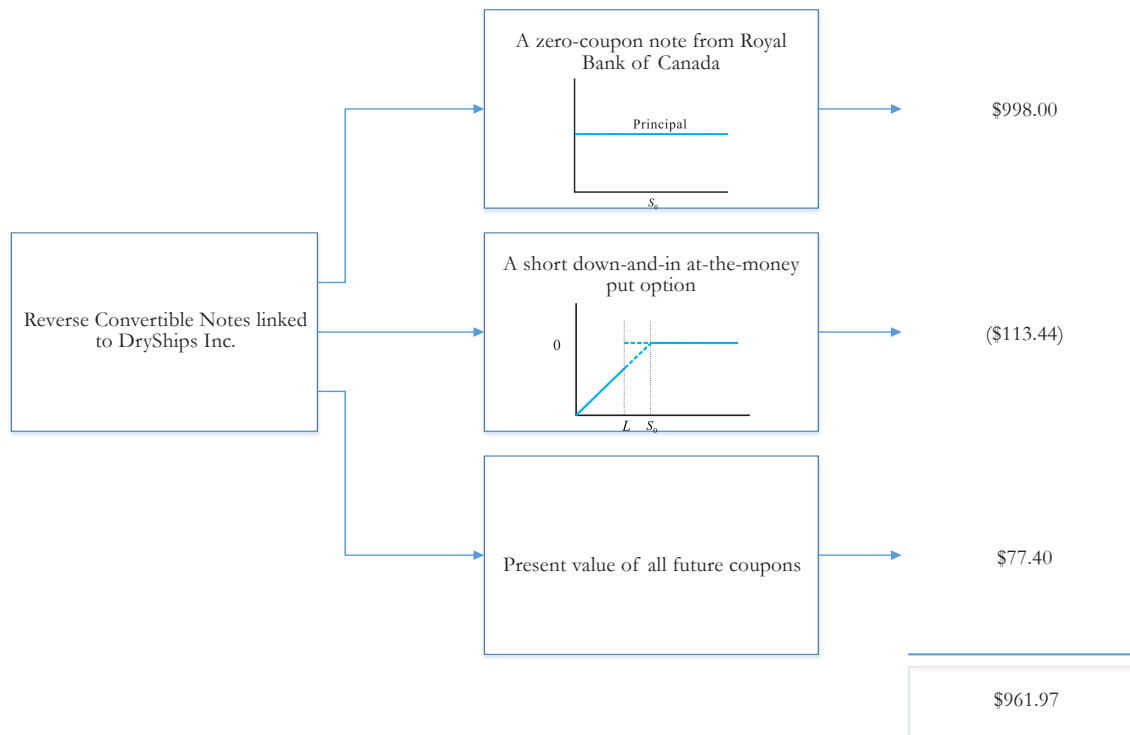 A zero-coupon note from Royal
Bank of Canada
Principal
S₀
$998.00
Reverse Convertible Notes linked
to DryShips Inc.
A short down-and-in at-the-money
put option
0
L S₀
($113.44)
Present value of all future coupons
$77.40
$961.97